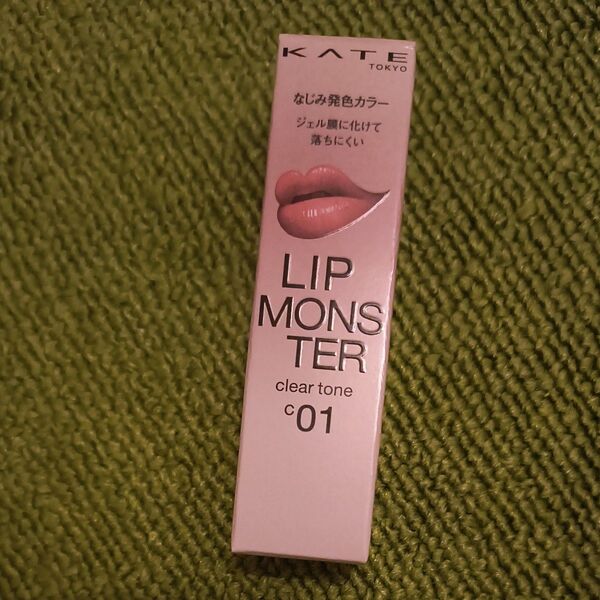 KATE
TOKYO
なじみ発色カラー
ジェル膜に化けて
落ちにくい
LIP
MONS
TER
clear tone
c01